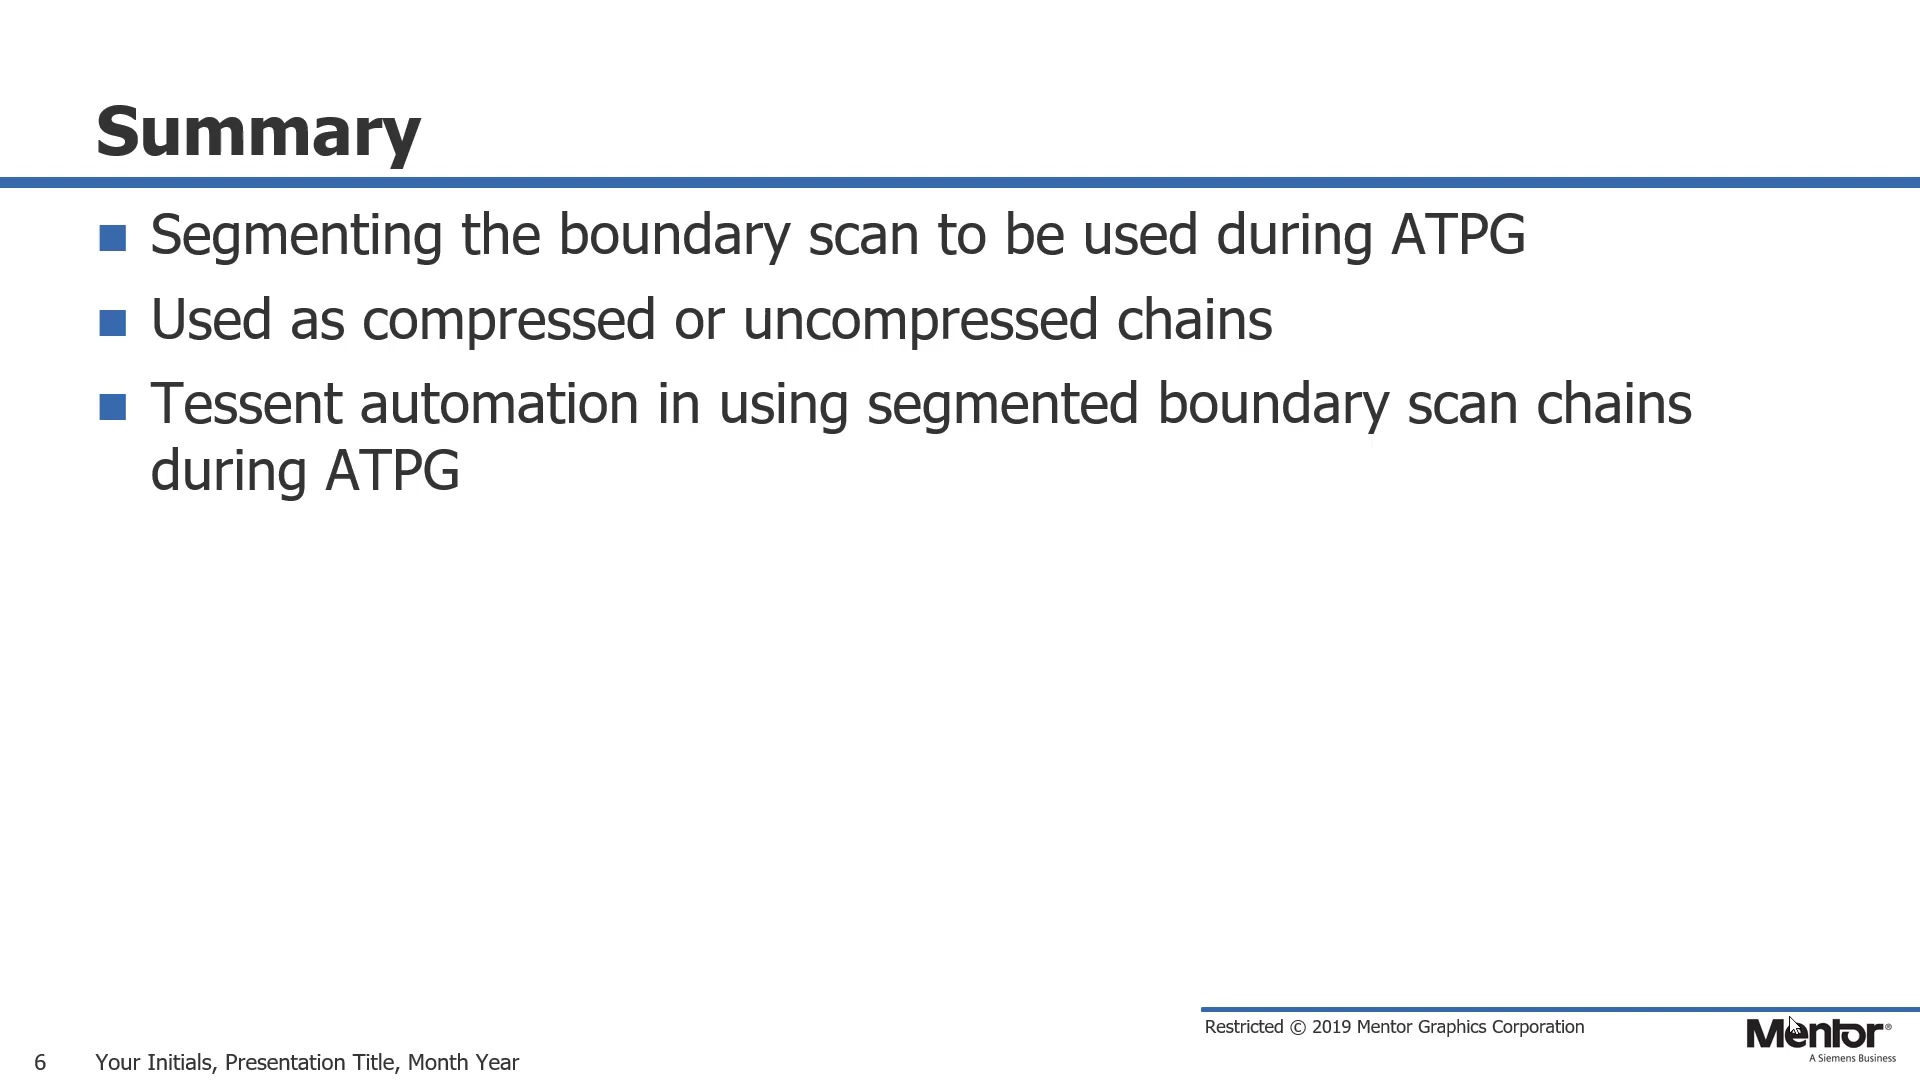 Summary
Segmenting the boundary scan to be used during ATPG
Used as compressed or uncompressed chains
Tessent automation in using segmented boundary scan chains
during ATPG
Restricted © 2019 Mentor Graphics Corporation
Mentor®
A Siemens Business
6 Your Initials, Presentation Title, Month Year